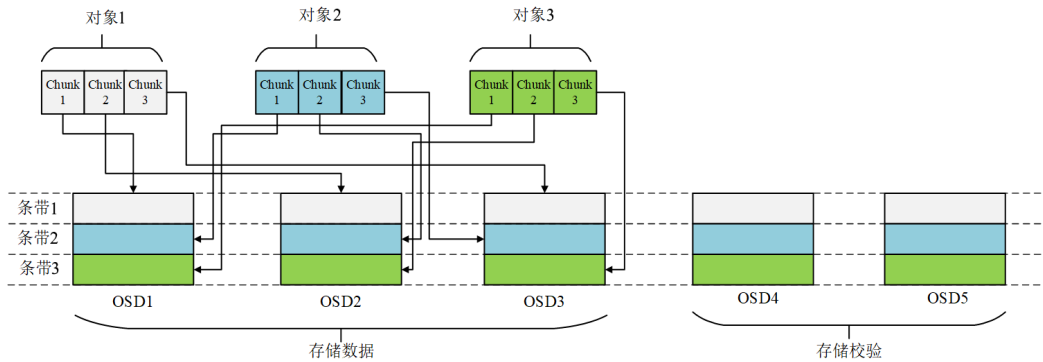 对象1
对象2
对象3
Chunk 1
Chunk 2
Chunk 3
Chunk 1
Chunk 2
Chunk 3
Chunk 1
Chunk 2
Chunk 3
条带1
条带2
条带3
OSD1
OSD2
OSD3
OSD4
OSD5
存储数据
存储校验